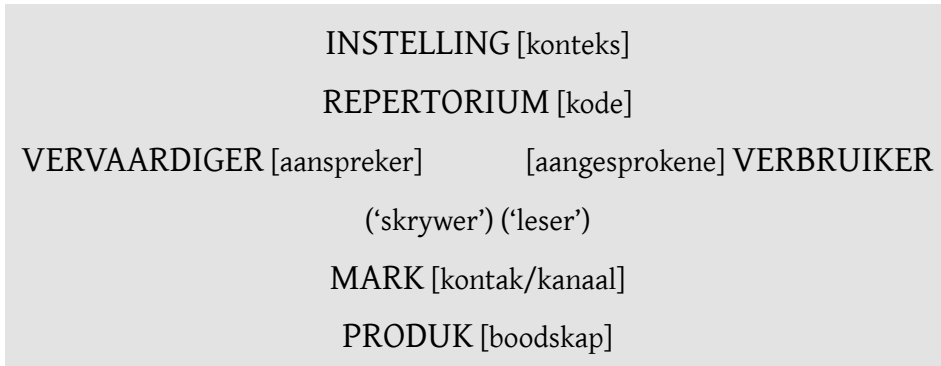 INSTELLING [konteks]
REPERTORIUM [kode]
VERVAARDIGER [aanspreker] [aangesprokene] VERBRUIKER
(‘skrywer’) (‘leser’)
MARK [kontak/kanaal]
PRODUK [boodskap]